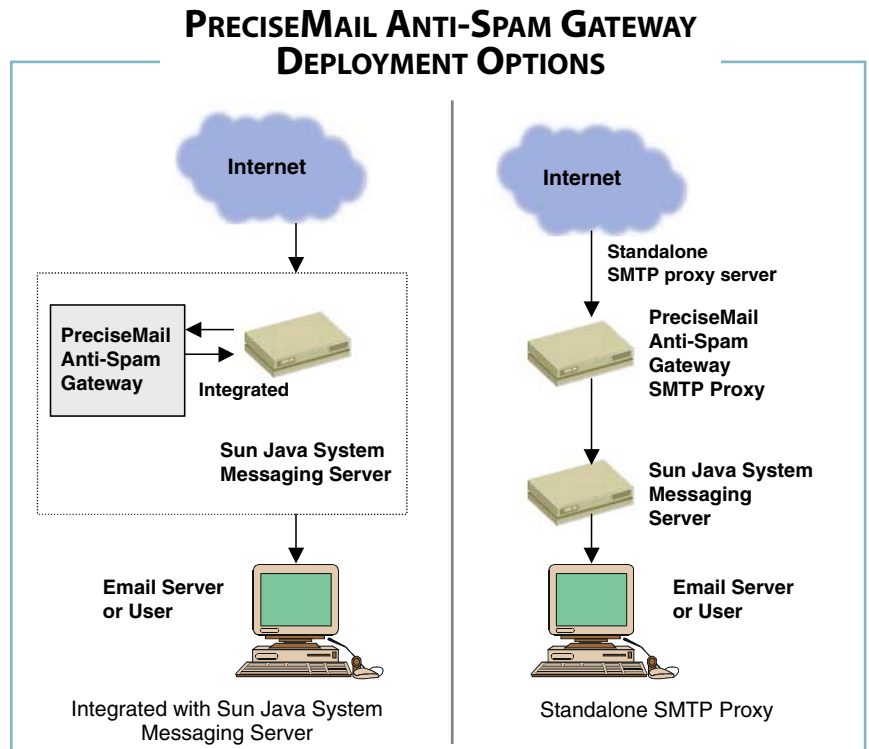 PRECISEMAIL ANTI-SPAM GATEWAY
DEPLOYMENT OPTIONS
Internet
PreciseMail
Anti-Spam
Gateway
Integrated
Sun Java System
Messaging Server
Email Server
or User
Integrated with Sun Java System
Messaging Server
Internet
Standalone
SMTP proxy server
PreciseMail
Anti-Spam
Gateway
SMTP Proxy
Sun Java System
Messaging
Server
Email Server
or User
Standalone SMTP Proxy